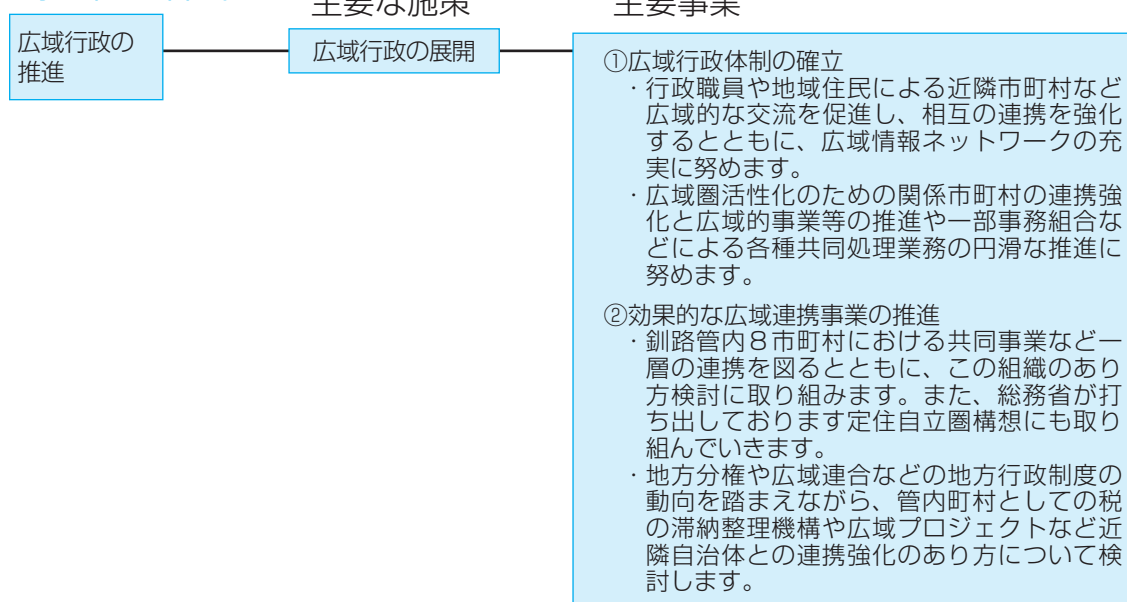 主要な施策
主要事業
広域行政の
推進
広域行政の展開
①広域行政体制の確立
・行政職員や地域住民による近隣市町村など
広域的な交流を促進し、相互の連携を強化
するとともに、広域情報ネットワークの充
実に努めます。
・広域圏活性化のための関係市町村の連携強
化と広域的事業等の推進や一部事務組合な
どによる各種共同処理業務の円滑な推進に
努めます。
②効果的な広域連携事業の推進
・釧路管内８市町村における共同事業など一
層の連携を図るとともに、この組織のあり
方検討に取り組みます。また、総務省が打
ち出しております定住自立圏構想にも取り
組んでいきます。
・地方分権や広域連合などの地方行政制度の
動向を踏まえながら、管内町村としての税
の滞納整理機構や広域プロジェクトなど近
隣自治体との連携強化のあり方について検
討します。